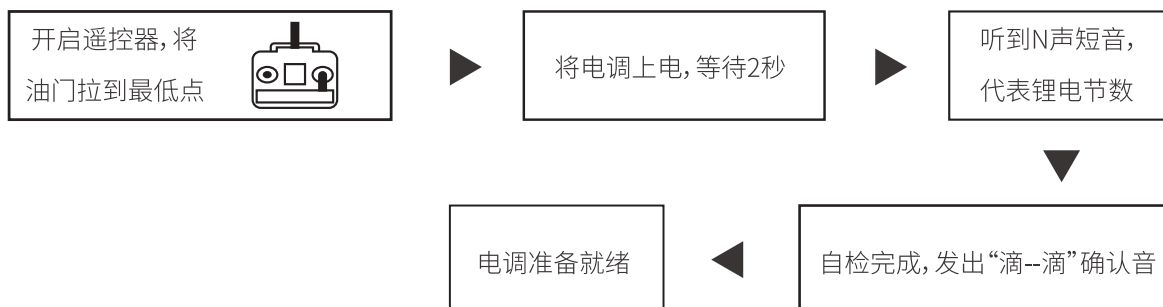 开启遥控器，将
油门拉到最低点
将电调上电，等待2秒
听到N声短音，
代表锂电节数
自检完成，发出“滴--滴”确认音
电调准备就绪